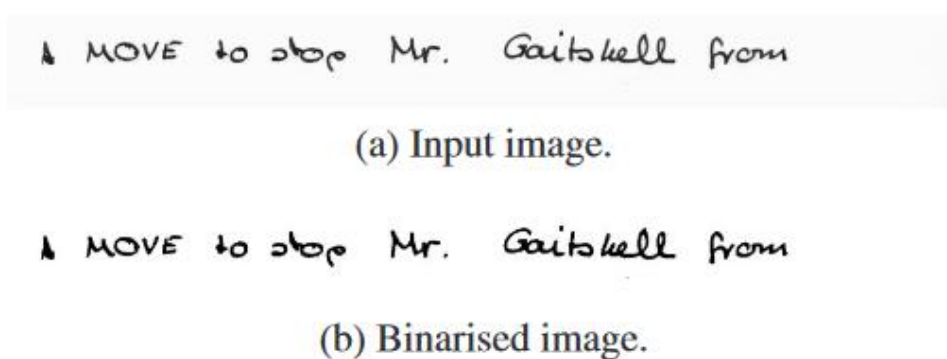 A MOVE to stop Mr. Gaitskell from
(a) Input image.
A MOVE to stop Mr. Gaitskell from
(b) Binarised image.